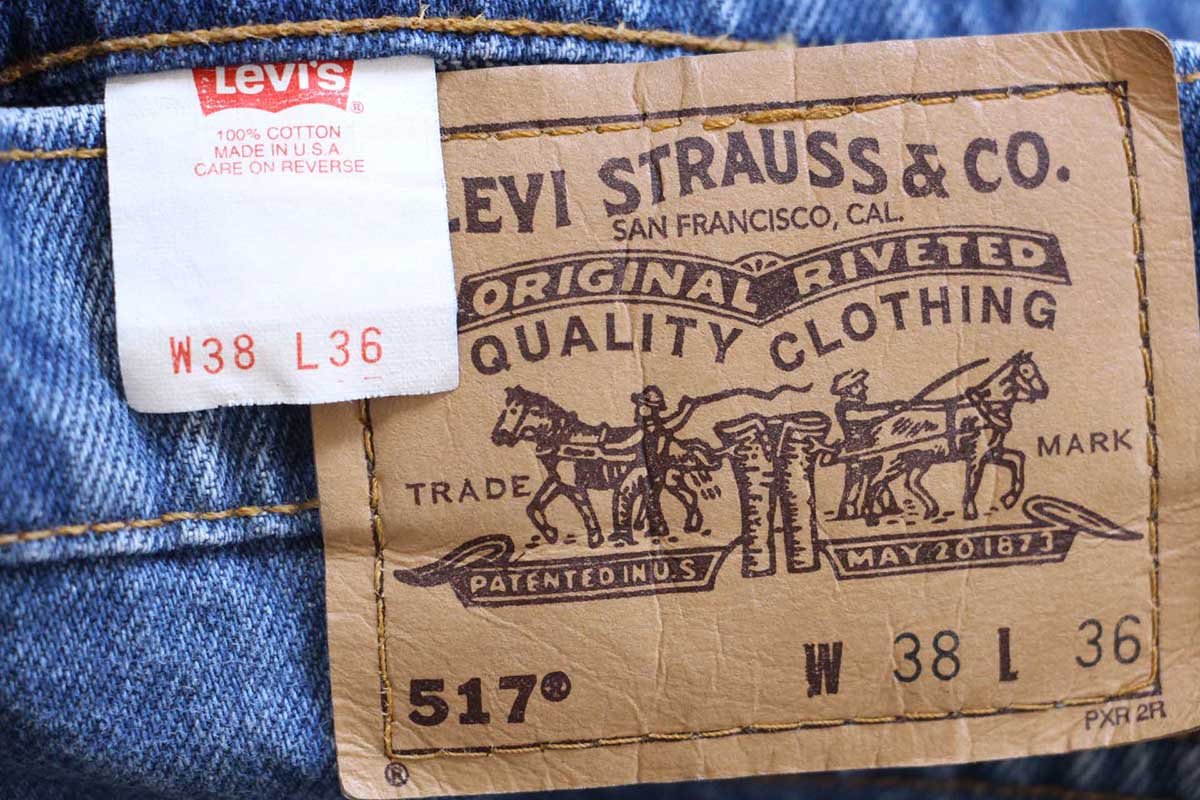 Levi's®
100% COTTON
MADE IN U.S.A
CARE ON REVERSE
W38 L36
LEVI STRAUSS & CO.
SAN FRANCISCO, CAL.
ORIGINAL RIVETED
QUALITY CLOTHING
TRADE MARK
PATENTED IN U.S MAY 20 1873
517® W 38 L 36
PXR 2R
®